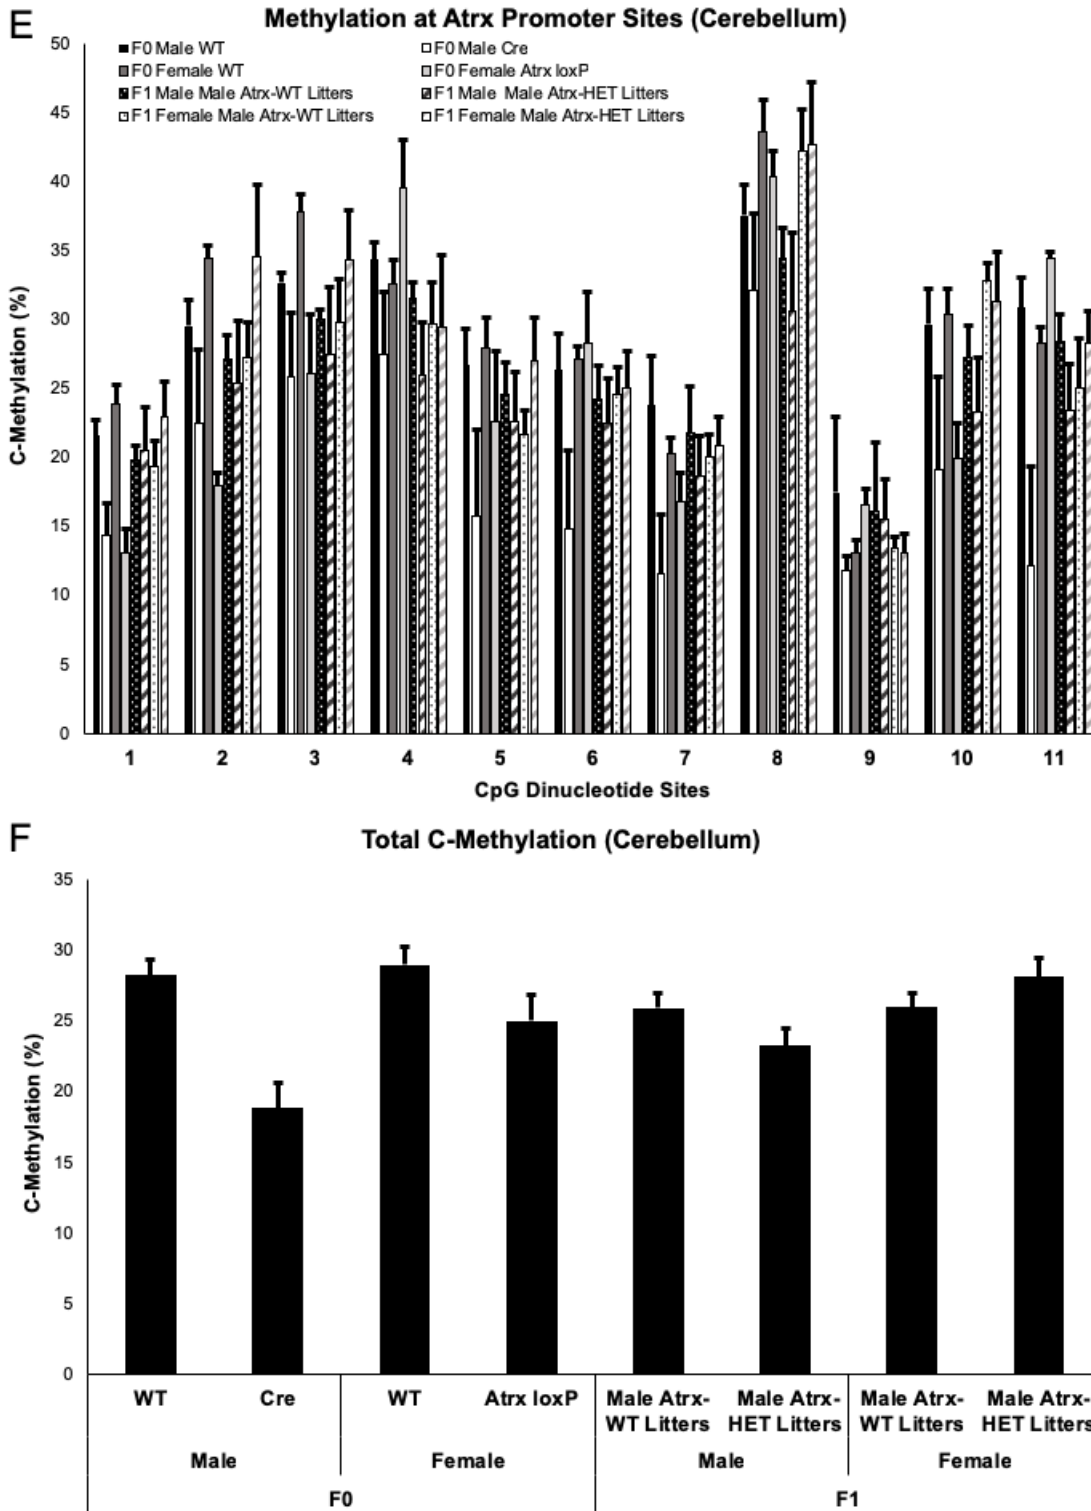 E
Methylation at Atrx Promoter Sites (Cerebellum)
F0 Male WT
F0 Male Cre
F0 Female WT
F0 Female Atrx loxP
F1 Male Male Atrx-WT Litters
F1 Male Male Atrx-HET Litters
F1 Female Male Atrx-WT Litters
F1 Female Male Atrx-HET Litters
C-Methylation (%)
50
45
40
35
30
25
20
15
10
5
0
1 2 3 4 5 6 7 8 9 10 11
CpG Dinucleotide Sites
F
Total C-Methylation (Cerebellum)
C-Methylation (%)
35
30
25
20
15
10
5
0
WT Cre WT Atrx loxP Male Atrx- Male Atrx- Male Atrx- Male Atrx-
WT Litters HET Litters WT Litters HET Litters
Male Female Male Female
F0 F1